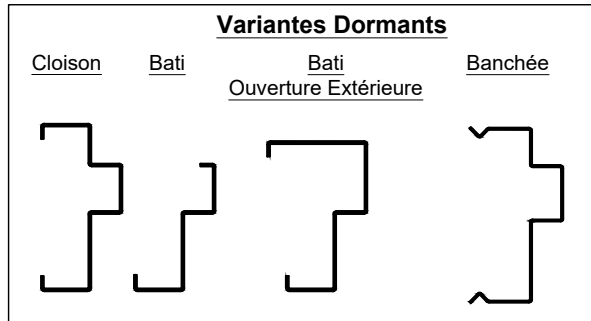 Variantes Dormants
Cloison
Bati
Bati
Ouverture Extérieure
Banchée